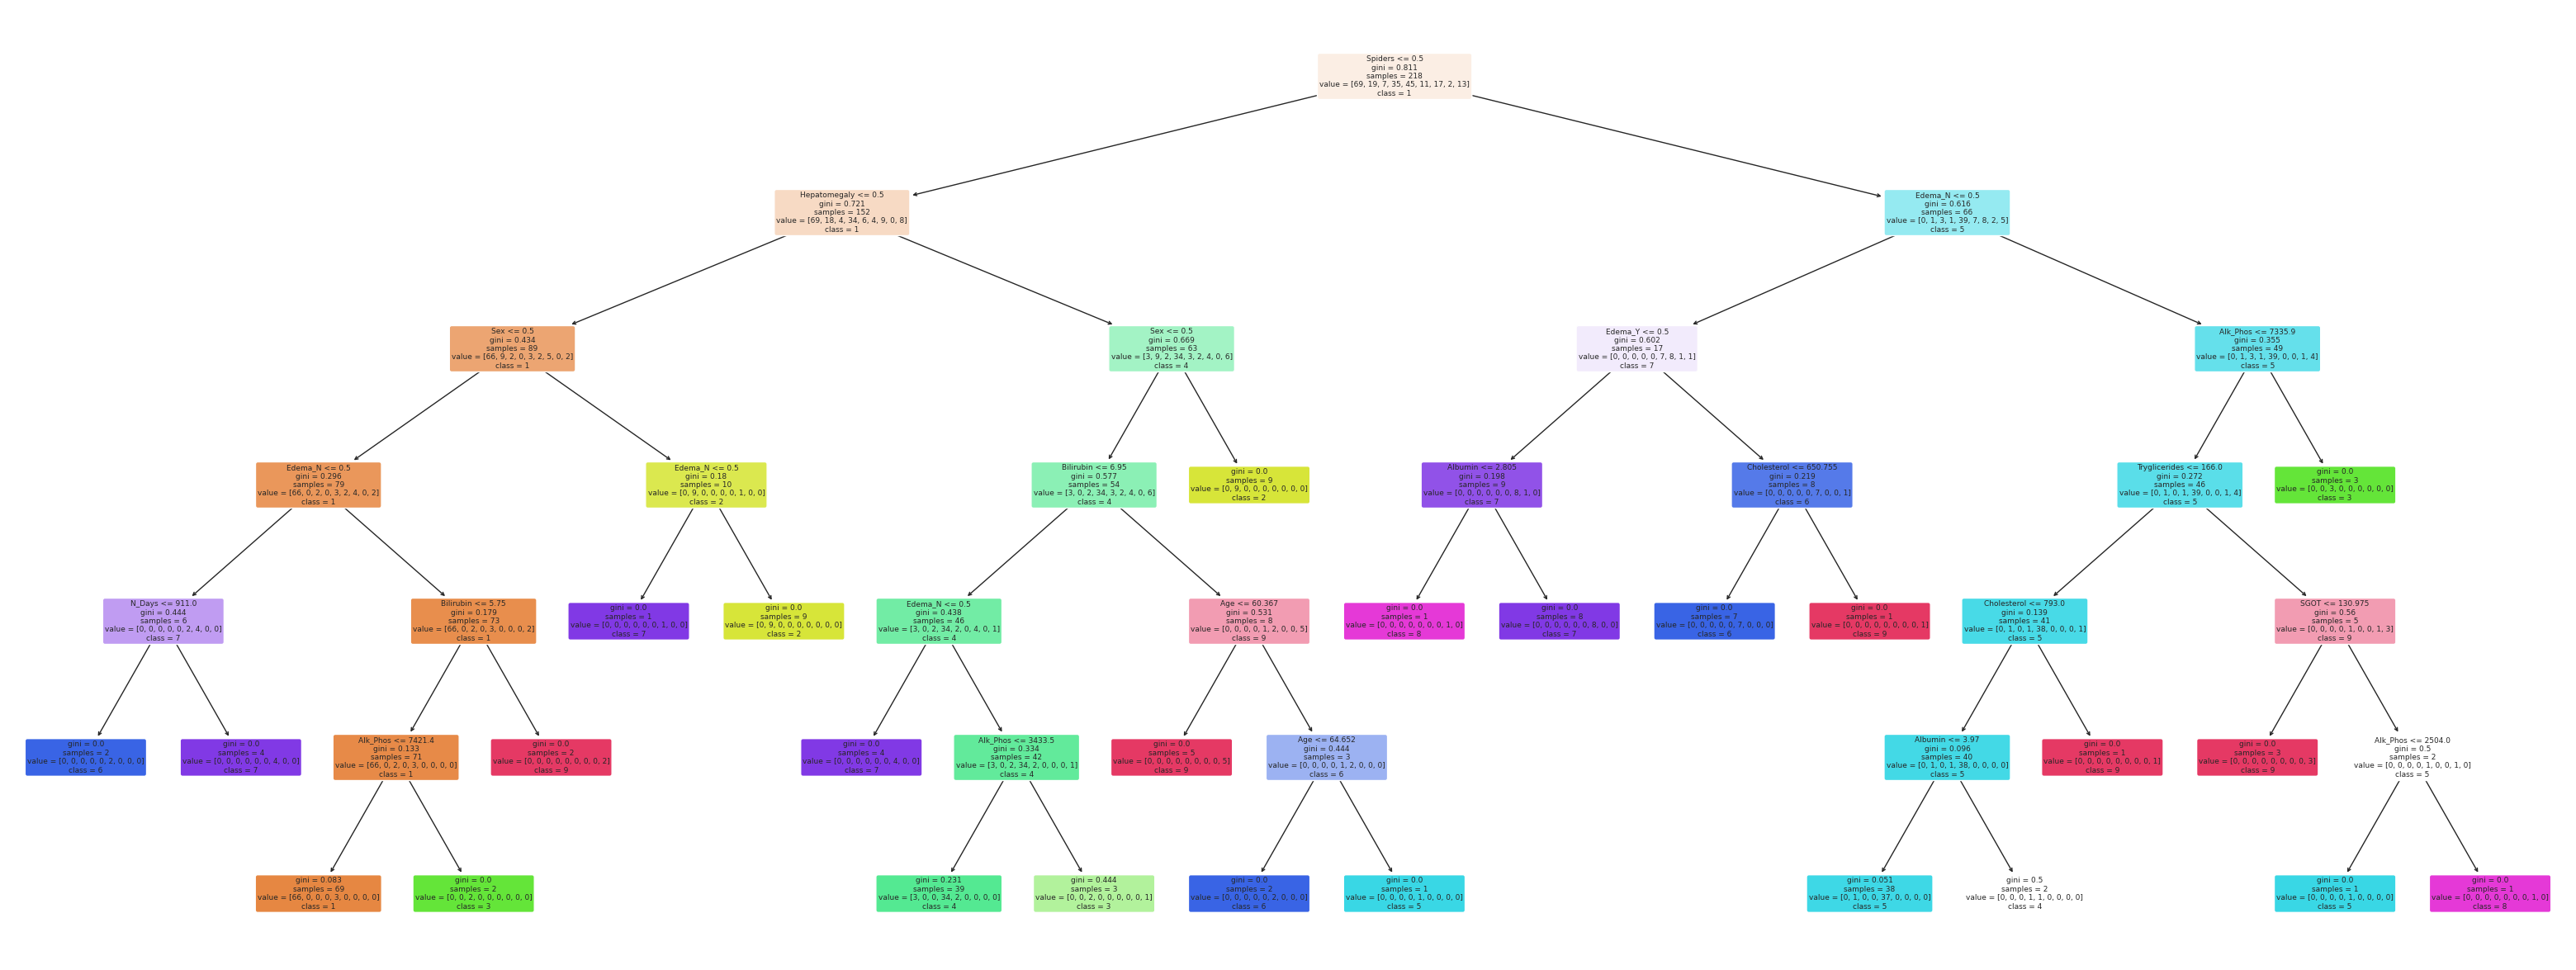 Spiders <= 0.5
gini = 0.811
samples = 218
value = [69, 19, 7, 35, 45, 11, 17, 2, 13]
class = 1
Hepatomegaly <= 0.5
gini = 0.721
samples = 152
value = [69, 18, 4, 34, 6, 4, 9, 0, 8]
class = 1
Edema_N <= 0.5
gini = 0.616
samples = 66
value = [0, 1, 3, 1, 39, 7, 8, 2, 5]
class = 5
Sex <= 0.5
gini = 0.434
samples = 89
value = [66, 9, 2, 0, 3, 2, 5, 0, 2]
class = 1
Sex <= 0.5
gini = 0.669
samples = 63
value = [3, 9, 2, 34, 3, 2, 4, 0, 6]
class = 4
Edema_Y <= 0.5
gini = 0.602
samples = 17
value = [0, 0, 0, 0, 0, 7, 8, 1, 1]
class = 7
Alk_Phos <= 7335.9
gini = 0.355
samples = 49
value = [0, 1, 3, 1, 39, 0, 0, 1, 4]
class = 5
Edema_N <= 0.5
gini = 0.296
samples = 79
value = [66, 0, 2, 0, 3, 2, 4, 0, 2]
class = 1
Edema_N <= 0.5
gini = 0.18
samples = 10
value = [0, 9, 0, 0, 0, 0, 1, 0, 0]
class = 2
Bilirubin <= 6.95
gini = 0.577
samples = 54
value = [3, 0, 2, 34, 3, 2, 4, 0, 6]
class = 4
gini = 0.0
samples = 9
value = [0, 9, 0, 0, 0, 0, 0, 0, 0]
class = 2
Albumin <= 2.805
gini = 0.198
samples = 9
value = [0, 0, 0, 0, 0, 0, 8, 1, 0]
class = 7
Cholesterol <= 650.755
gini = 0.219
samples = 8
value = [0, 0, 0, 0, 0, 7, 0, 0, 1]
class = 6
Tryglicerides <= 166.0
gini = 0.272
samples = 46
value = [0, 1, 0, 1, 39, 0, 0, 1, 4]
class = 5
gini = 0.0
samples = 3
value = [0, 0, 3, 0, 0, 0, 0, 0, 0]
class = 3
N_Days <= 911.0
gini = 0.444
samples = 6
value = [0, 0, 0, 0, 0, 2, 4, 0, 0]
class = 7
Bilirubin <= 5.75
gini = 0.179
samples = 73
value = [66, 0, 2, 0, 3, 0, 0, 0, 2]
class = 1
gini = 0.0
samples = 1
value = [0, 0, 0, 0, 0, 0, 1, 0, 0]
class = 7
gini = 0.0
samples = 9
value = [0, 9, 0, 0, 0, 0, 0, 0, 0]
class = 2
Edema_N <= 0.5
gini = 0.438
samples = 46
value = [3, 0, 2, 34, 2, 0, 4, 0, 1]
class = 4
Age <= 60.367
gini = 0.531
samples = 8
value = [0, 0, 0, 0, 1, 2, 0, 0, 5]
class = 9
gini = 0.0
samples = 1
value = [0, 0, 0, 0, 0, 0, 0, 1, 0]
class = 8
gini = 0.0
samples = 8
value = [0, 0, 0, 0, 0, 0, 8, 0, 0]
class = 7
gini = 0.0
samples = 7
value = [0, 0, 0, 0, 0, 7, 0, 0, 0]
class = 6
gini = 0.0
samples = 1
value = [0, 0, 0, 0, 0, 0, 0, 0, 1]
class = 9
Cholesterol <= 793.0
gini = 0.139
samples = 41
value = [0, 1, 0, 1, 38, 0, 0, 0, 1]
class = 5
SGOT <= 130.975
gini = 0.56
samples = 5
value = [0, 0, 0, 0, 1, 0, 0, 1, 3]
class = 9
gini = 0.0
samples = 2
value = [0, 0, 0, 0, 0, 2, 0, 0, 0]
class = 6
gini = 0.0
samples = 4
value = [0, 0, 0, 0, 0, 0, 4, 0, 0]
class = 7
Alk_Phos <= 7421.4
gini = 0.133
samples = 71
value = [66, 0, 2, 0, 3, 0, 0, 0, 0]
class = 1
gini = 0.0
samples = 2
value = [0, 0, 0, 0, 0, 0, 0, 0, 2]
class = 9
gini = 0.0
samples = 4
value = [0, 0, 0, 0, 0, 0, 4, 0, 0]
class = 7
Alk_Phos <= 3433.5
gini = 0.334
samples = 42
value = [3, 0, 2, 34, 2, 0, 0, 0, 1]
class = 4
gini = 0.0
samples = 5
value = [0, 0, 0, 0, 0, 0, 0, 0, 5]
class = 9
Age <= 64.652
gini = 0.444
samples = 3
value = [0, 0, 0, 0, 1, 2, 0, 0, 0]
class = 6
Albumin <= 3.97
gini = 0.096
samples = 40
value = [0, 1, 0, 1, 38, 0, 0, 0, 0]
class = 5
gini = 0.0
samples = 1
value = [0, 0, 0, 0, 0, 0, 0, 0, 1]
class = 9
gini = 0.0
samples = 3
value = [0, 0, 0, 0, 0, 0, 0, 0, 3]
class = 9
Alk_Phos <= 2504.0
gini = 0.5
samples = 2
value = [0, 0, 0, 0, 1, 0, 0, 1, 0]
class = 5
gini = 0.083
samples = 69
value = [66, 0, 0, 0, 3, 0, 0, 0, 0]
class = 1
gini = 0.0
samples = 2
value = [0, 0, 2, 0, 0, 0, 0, 0, 0]
class = 3
gini = 0.231
samples = 39
value = [3, 0, 0, 34, 2, 0, 0, 0, 0]
class = 4
gini = 0.444
samples = 3
value = [0, 0, 2, 0, 0, 0, 0, 0, 1]
class = 3
gini = 0.0
samples = 2
value = [0, 0, 0, 0, 0, 2, 0, 0, 0]
class = 6
gini = 0.0
samples = 1
value = [0, 0, 0, 0, 1, 0, 0, 0, 0]
class = 5
gini = 0.051
samples = 38
value = [0, 1, 0, 0, 37, 0, 0, 0, 0]
class = 5
gini = 0.5
samples = 2
value = [0, 0, 0, 1, 1, 0, 0, 0, 0]
class = 4
gini = 0.0
samples = 1
value = [0, 0, 0, 0, 1, 0, 0, 0, 0]
class = 5
gini = 0.0
samples = 1
value = [0, 0, 0, 0, 0, 0, 0, 1, 0]
class = 8